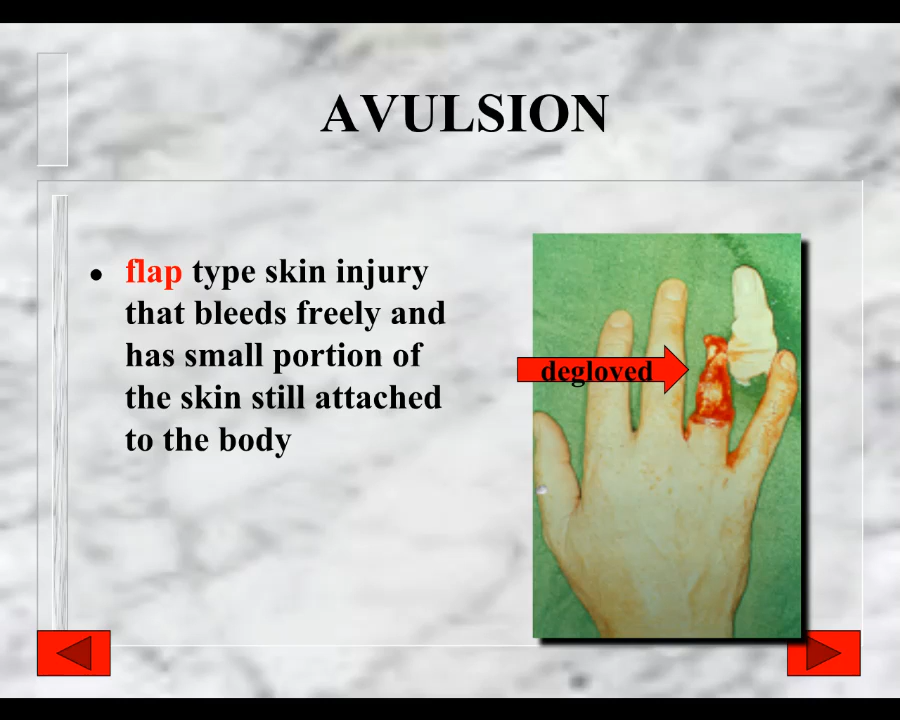 AVULSION
• flap type skin injury
that bleeds freely and
has small portion of
the skin still attached
to the body
degloved